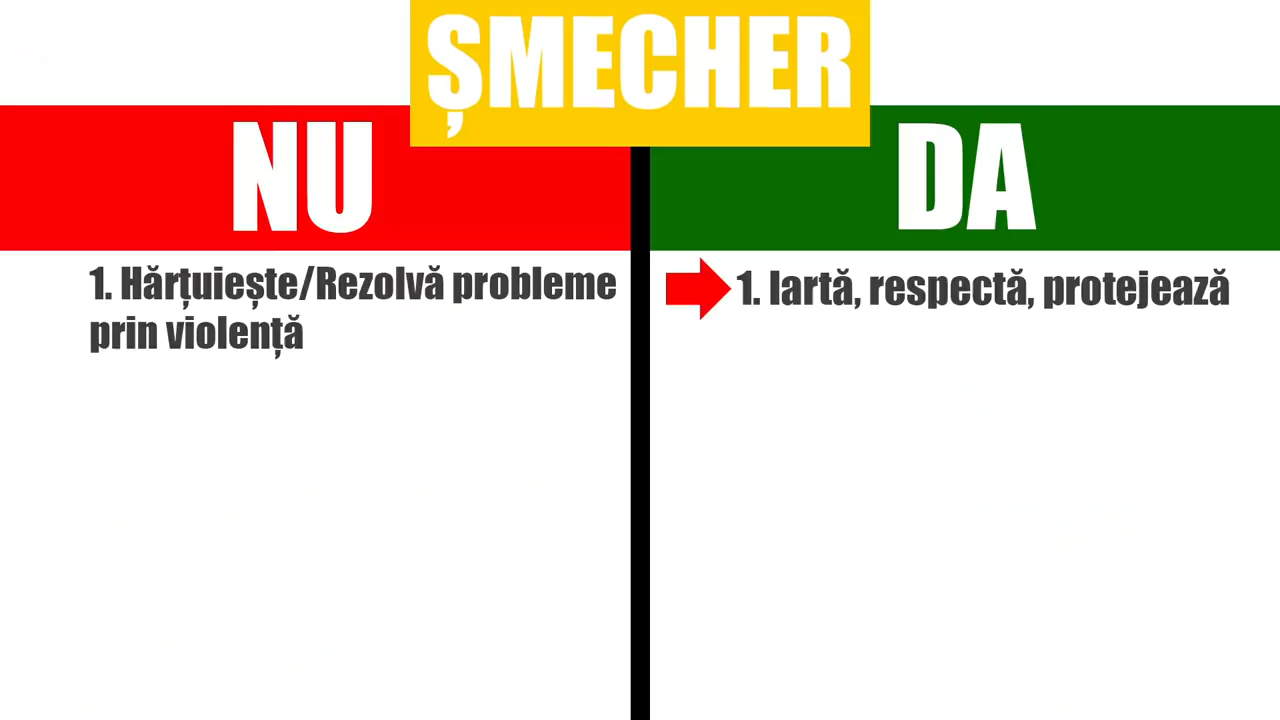 ȘMECHER
NU
DA
1. Hărțuiește/Rezolvă probleme
prin violență
1. Iartă, respectă, protejează